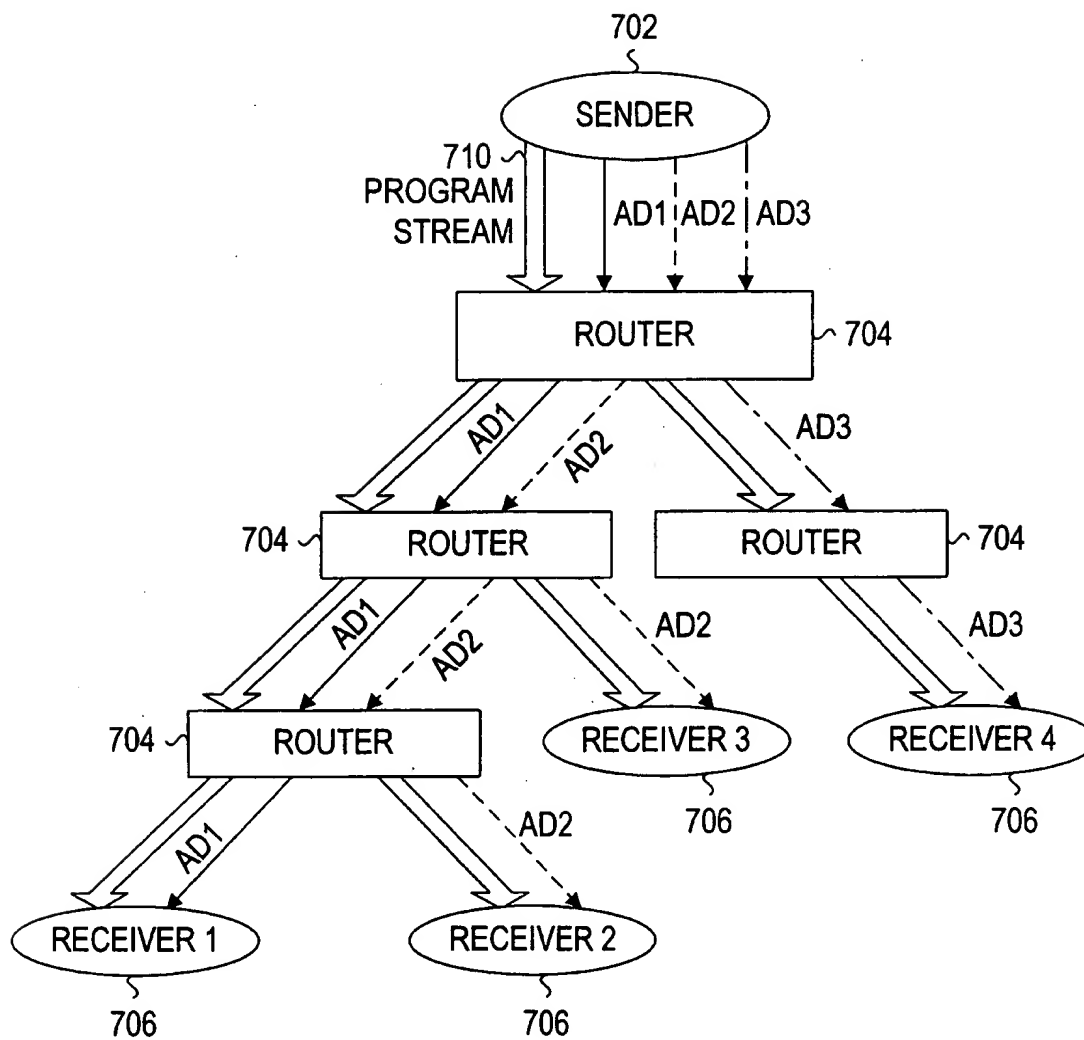 702
SENDER
710
PROGRAM
STREAM
AD1
AD2
AD3
ROUTER
704
AD1
AD2
AD3
704
ROUTER
ROUTER
704
AD1
AD2
AD2
AD3
704
ROUTER
RECEIVER 3
RECEIVER 4
706
706
AD1
AD2
RECEIVER 1
RECEIVER 2
706
706